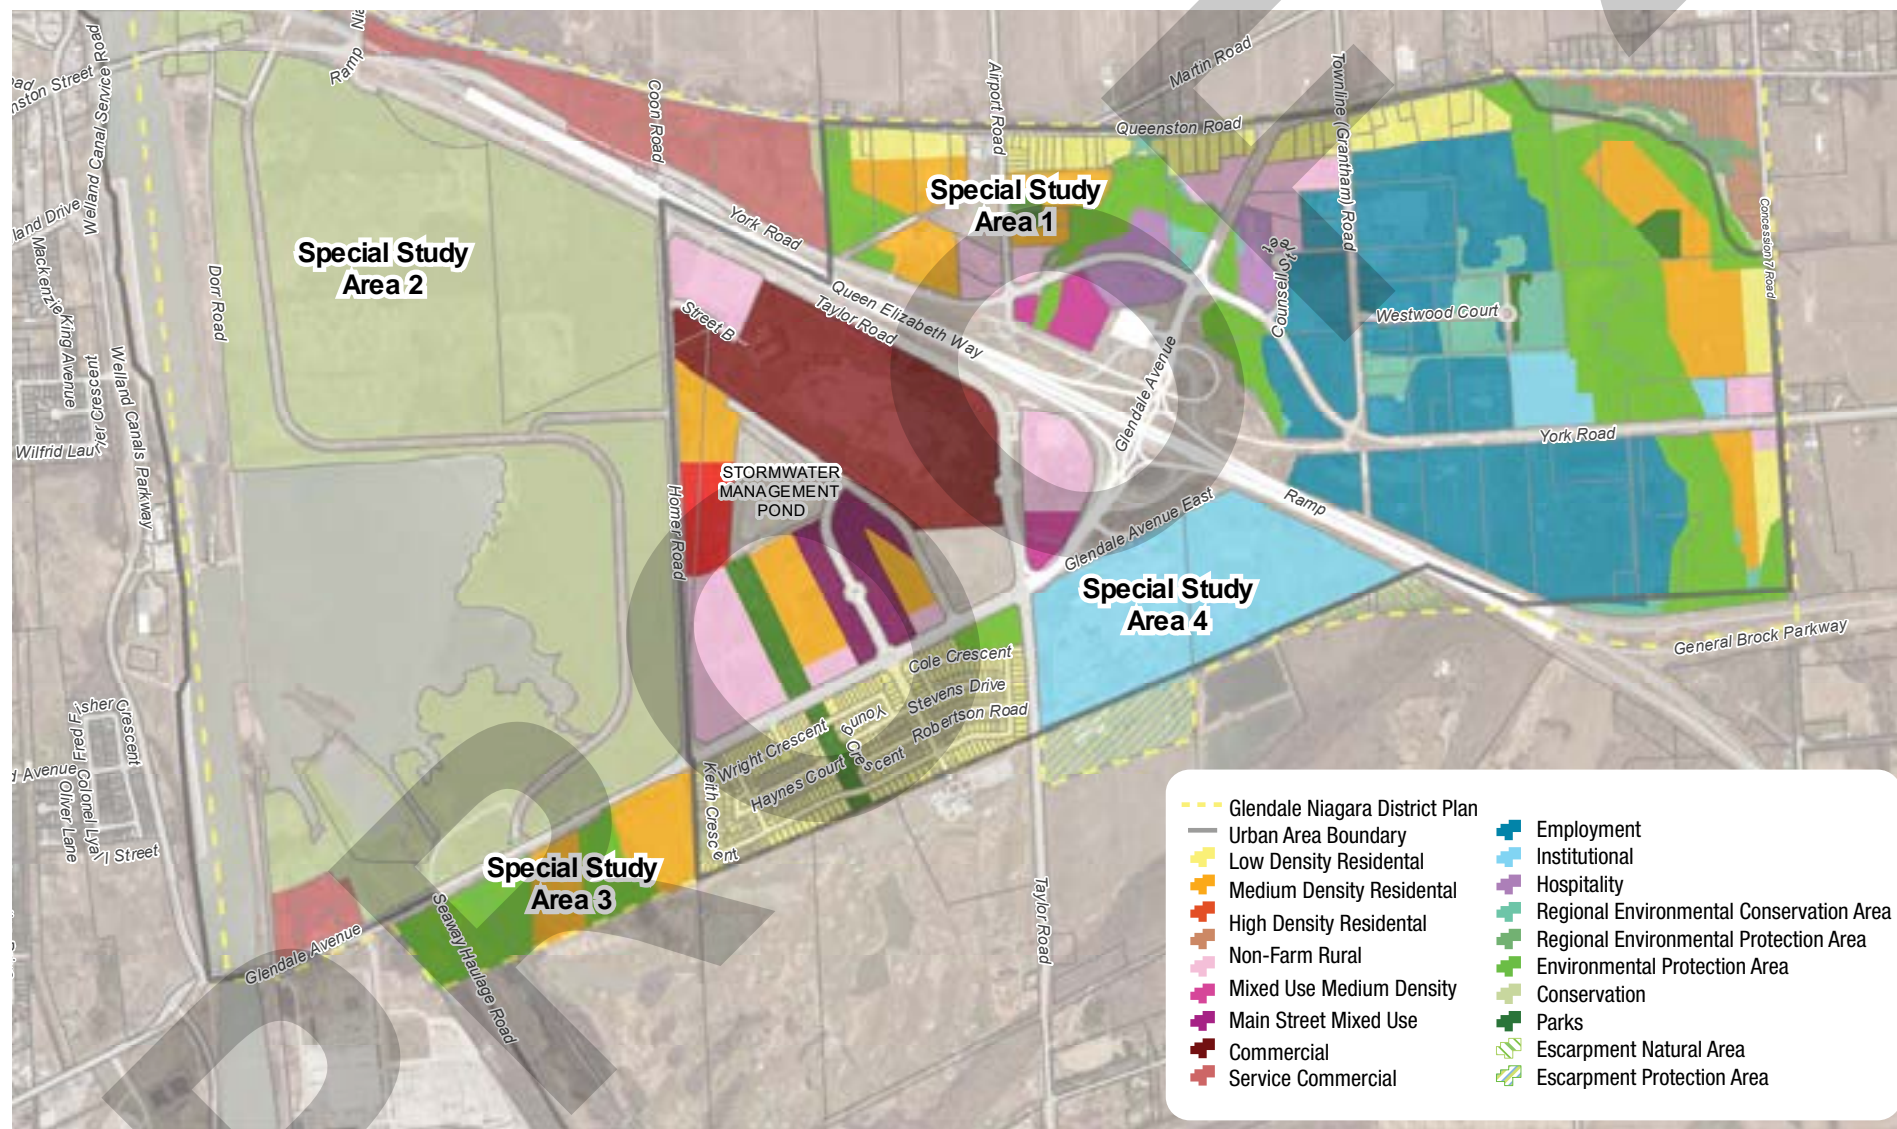 Ramp
Welland Canal Service Road
Coon Road
Airport Road
Martin Road
Townline (Grantham) Road
Queenston Road
Concession 7 Road
Special Study
Area 1
Special Study
Area 2
York Road
Queen Elizabeth Way
Taylor Road
Street B
Dorr Road
Mackenzie King Avenue
Welland Canals Parkway
Counsell Street
Westwood Court
Glendale Avenue
York Road
STORMWATER
MANAGEMENT
POND
Homer Road
Ramp
Glendale Avenue East
Special Study
Area 4
General Brock Parkway
Cole Crescent
Stevens Drive
Robertson Road
Young Crescent
Wright Crescent
Haynes Court
Keith Crescent
Oliver Lane
Special Study
Area 3
Glendale Avenue
Seaway Haulage Road
Taylor Road
Glendale Niagara District Plan
Urban Area Boundary
Low Density Residental
Medium Density Residental
High Density Residental
Non-Farm Rural
Mixed Use Medium Density
Main Street Mixed Use
Commercial
Service Commercial
Employment
Institutional
Hospitality
Regional Environmental Conservation Area
Regional Environmental Protection Area
Environmental Protection Area
Conservation
Parks
Escarpment Natural Area
Escarpment Protection Area